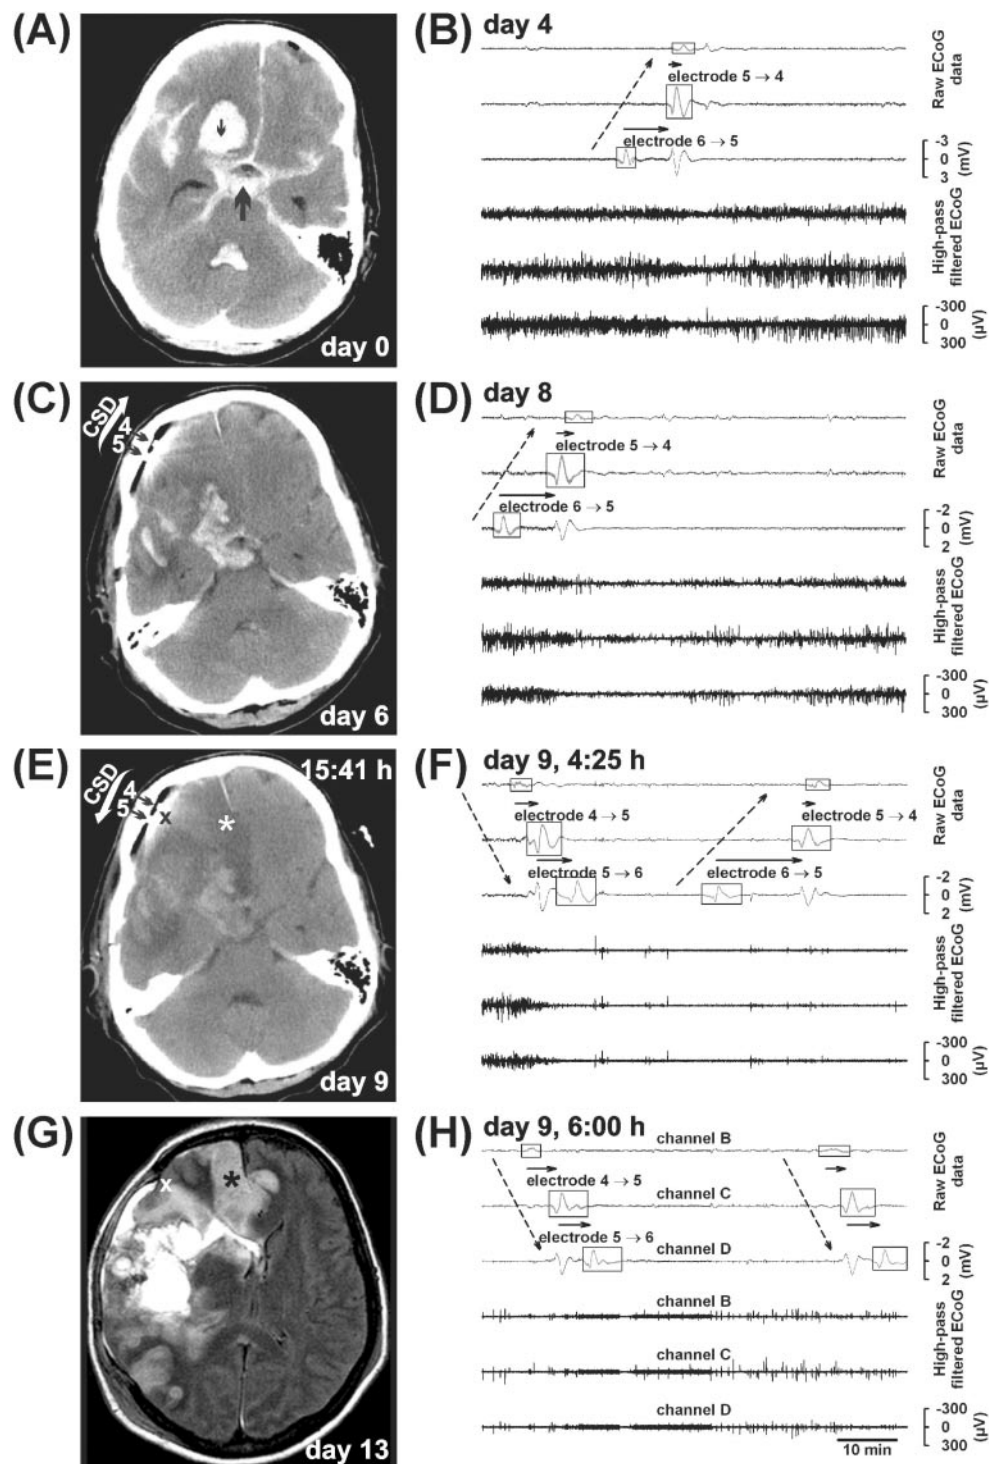 (A)
day 0
(B) day 4
electrode 5 → 4
electrode 6 → 5
Raw ECoG
data
-3
0
3
(mV)
High-pass
filtered ECoG
-300
0
300
(µV)
(C)
CSD
4
5
day 6
(D) day 8
electrode 5 → 4
electrode 6 → 5
Raw ECoG
data
-2
0
2
(mV)
High-pass
filtered ECoG
-300
0
300
(µV)
(E)
15:41 h
CSD
4
5
x
*
day 9
(F) day 9, 4:25 h
electrode 4 → 5
electrode 5 → 4
electrode 5 → 6
electrode 6 → 5
Raw ECoG
data
-2
0
2
(mV)
High-pass
filtered ECoG
-300
0
300
(µV)
(G)
x
*
day 13
(H) day 9, 6:00 h
channel B
electrode 4 → 5
channel C
electrode 5 → 6
channel D
Raw ECoG
data
-2
0
2
(mV)
channel B
channel C
channel D
High-pass
filtered ECoG
-300
0
300
(µV)
10 min